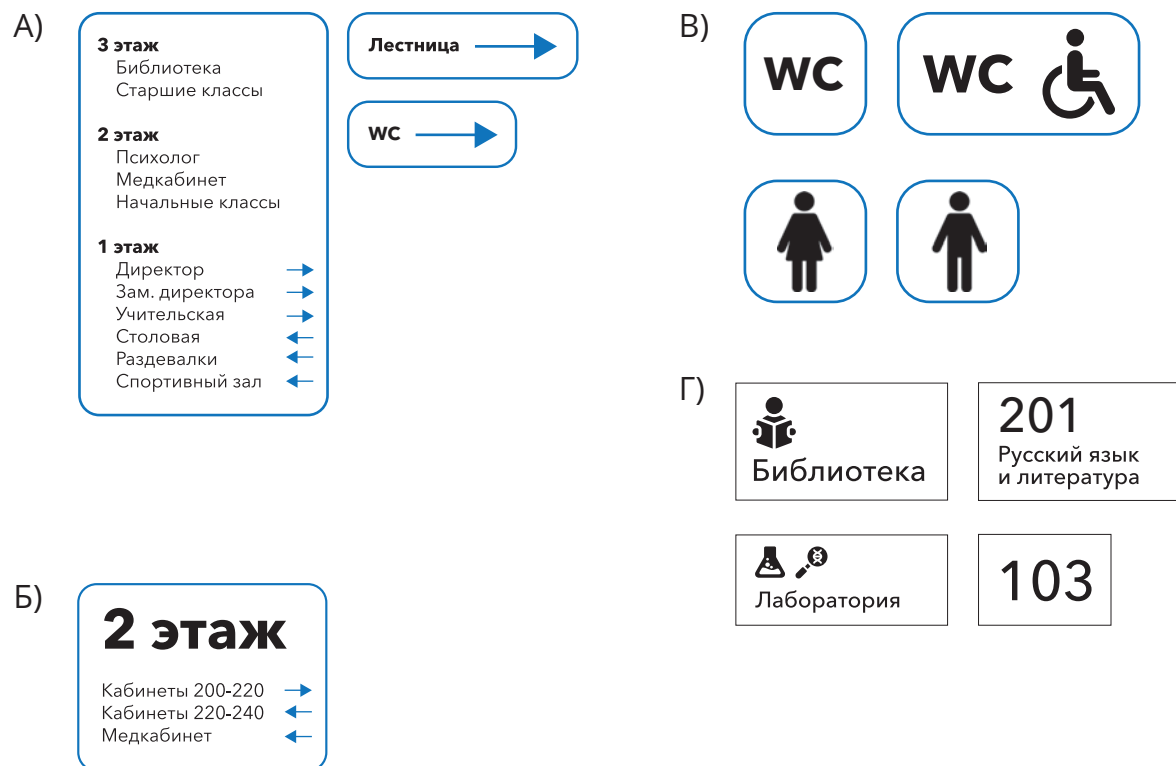 А)
3 этаж
Библиотека
Старшие классы
2 этаж
Психолог
Медкабинет
Начальные классы
1 этаж
Директор
Зам. директора
Учительская
Столовая
Раздевалки
Спортивный зал
Лестница
WC
Б)
2 этаж
Кабинеты 200-220
Кабинеты 220-240
Медкабинет
В)
WC
WC
Г)
Библиотека
201
Русский язык
и литература
Лаборатория
103